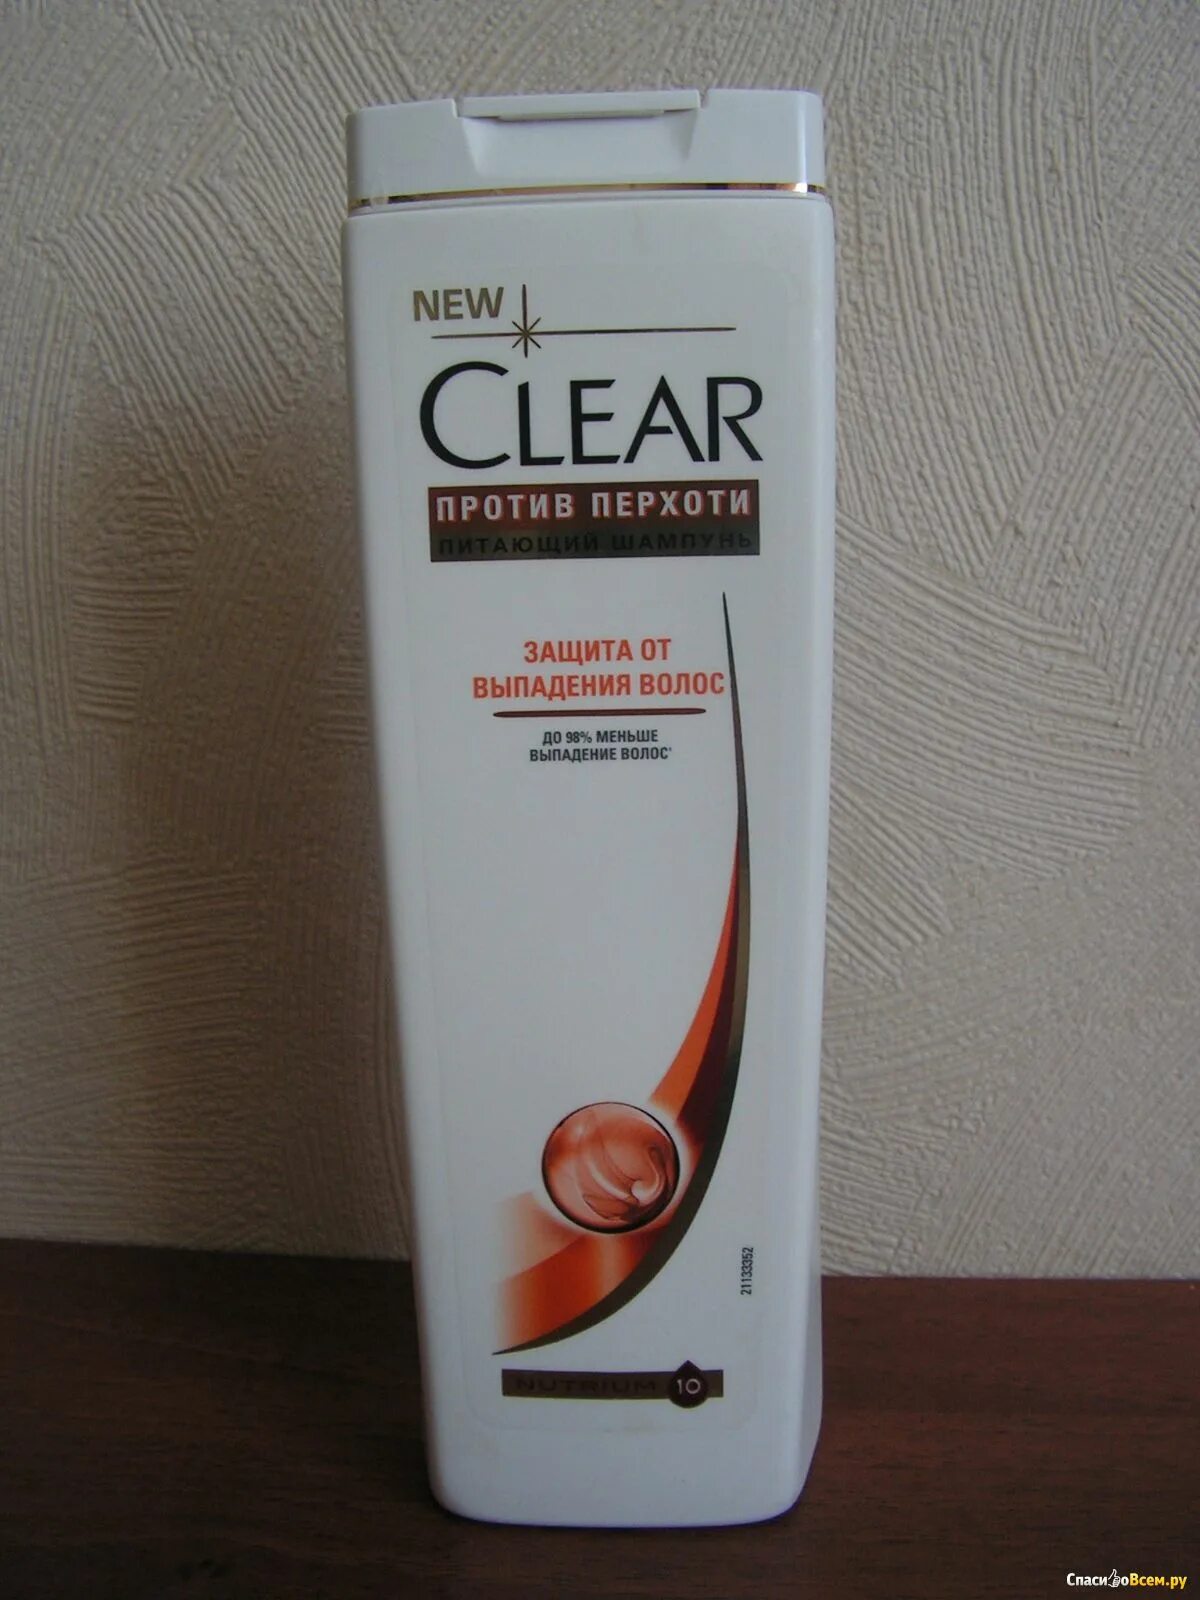 NEW
CLEAR
ПРОТИВ ПЕРХОТИ
ПИТАЮЩИЙ ШАМПУНЬ
ЗАЩИТА ОТ
ВЫПАДЕНИЯ ВОЛОС
ДО 98% МЕНЬШЕ
ВЫПАДЕНИЕ ВОЛОС*
21133352
NUTRIUM 10
СпасибоВсем.ру